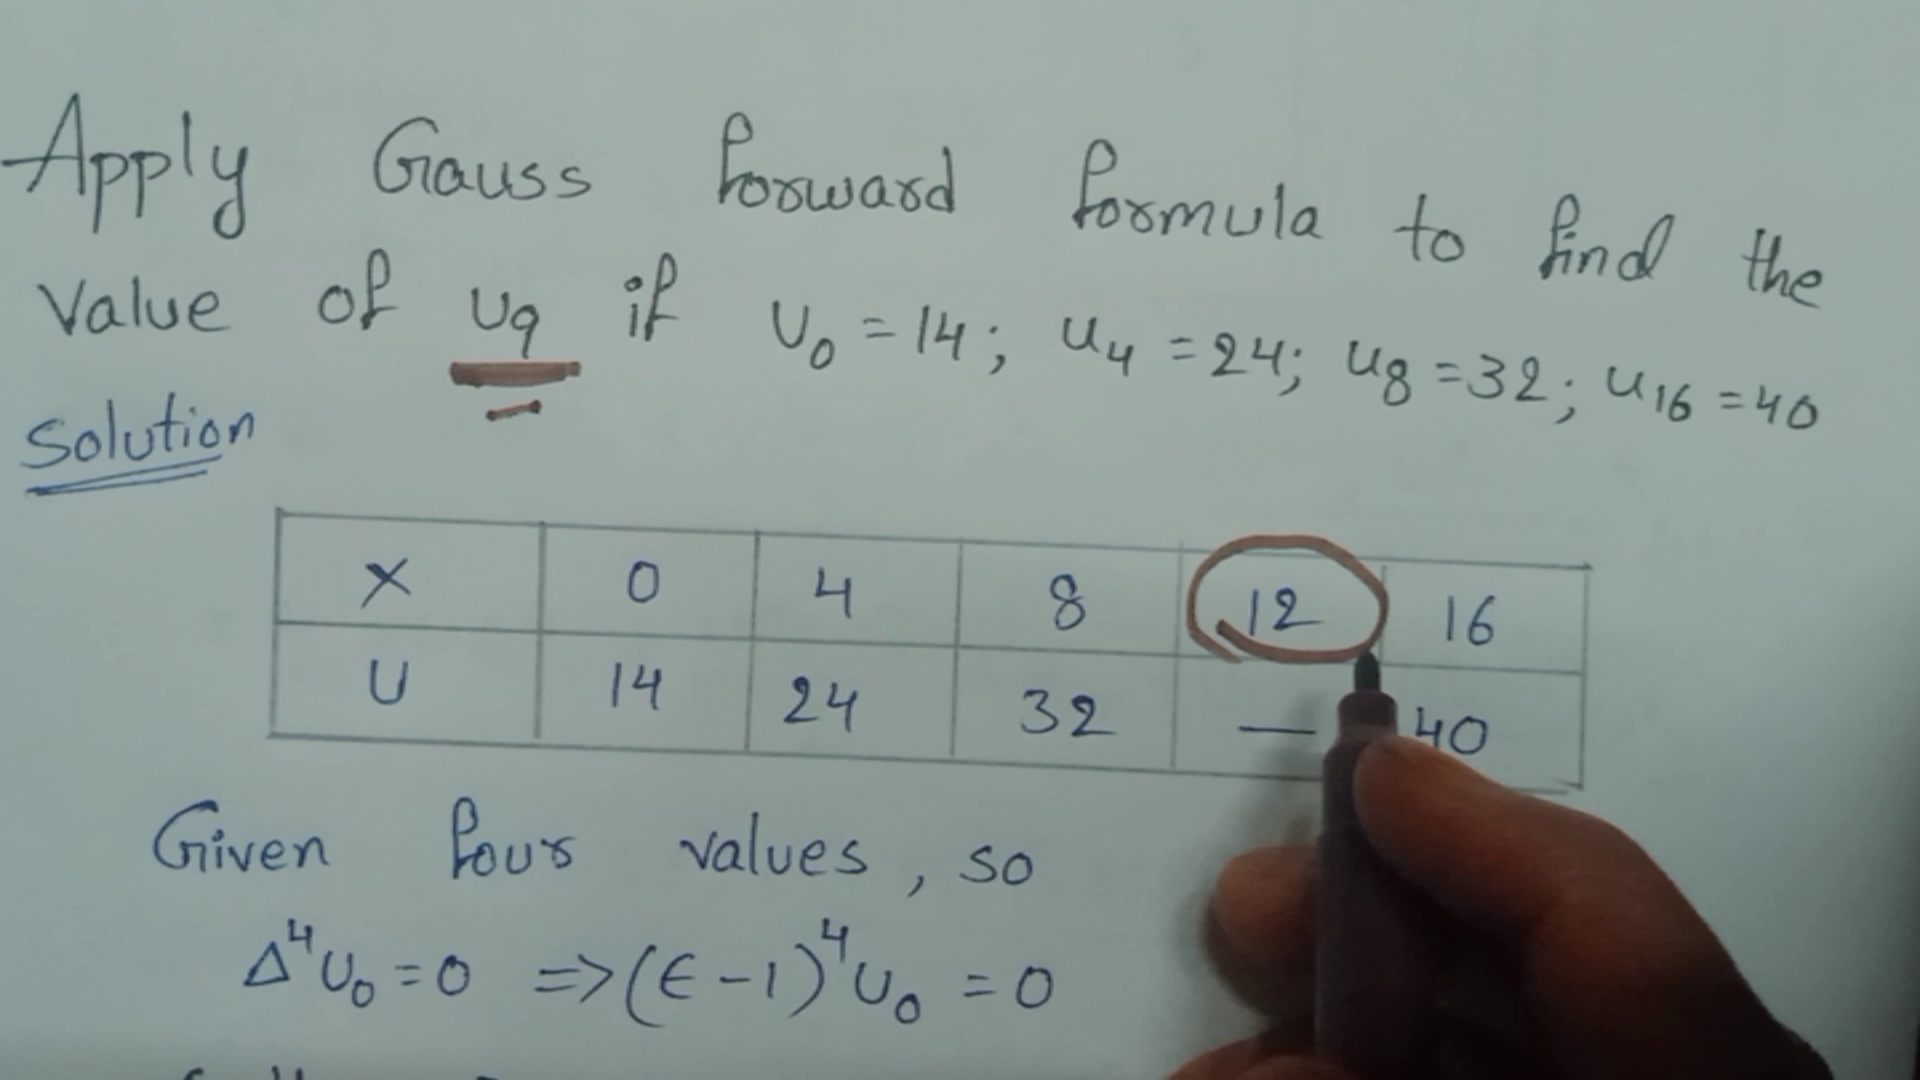 Apply Gauss forward formula to find the
value of u9 if U₀ = 14; u₄ = 24; u₈ = 32; u₁₆ = 40
Solution
X 0 4 8 12 16
U 14 24 32 — 40
Given four values, so
Δ⁴U₀ = 0 => (E - 1)⁴U₀ = 0